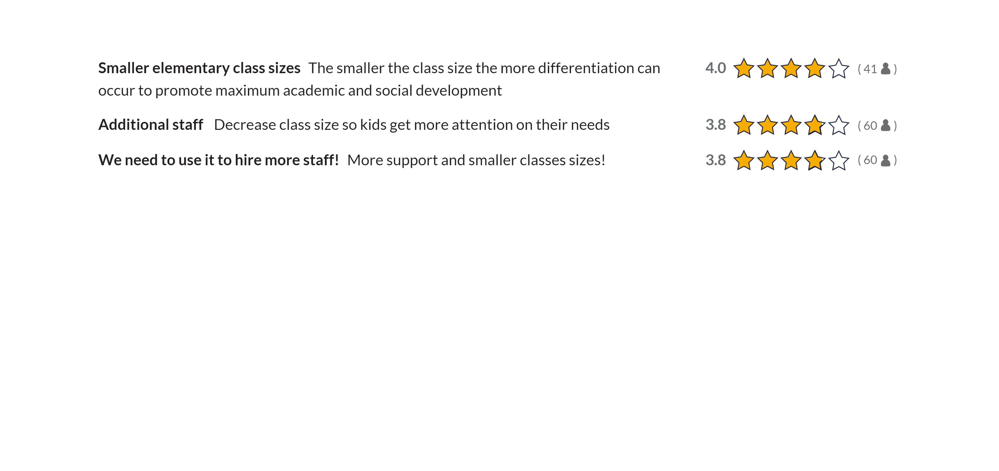 Smaller elementary class sizes The smaller the class size the more differentiation can 4.0 ( 41 )
occur to promote maximum academic and social development
Additional staff Decrease class size so kids get more attention on their needs 3.8 ( 60 )
We need to use it to hire more staff! More support and smaller classes sizes! 3.8 ( 60 )